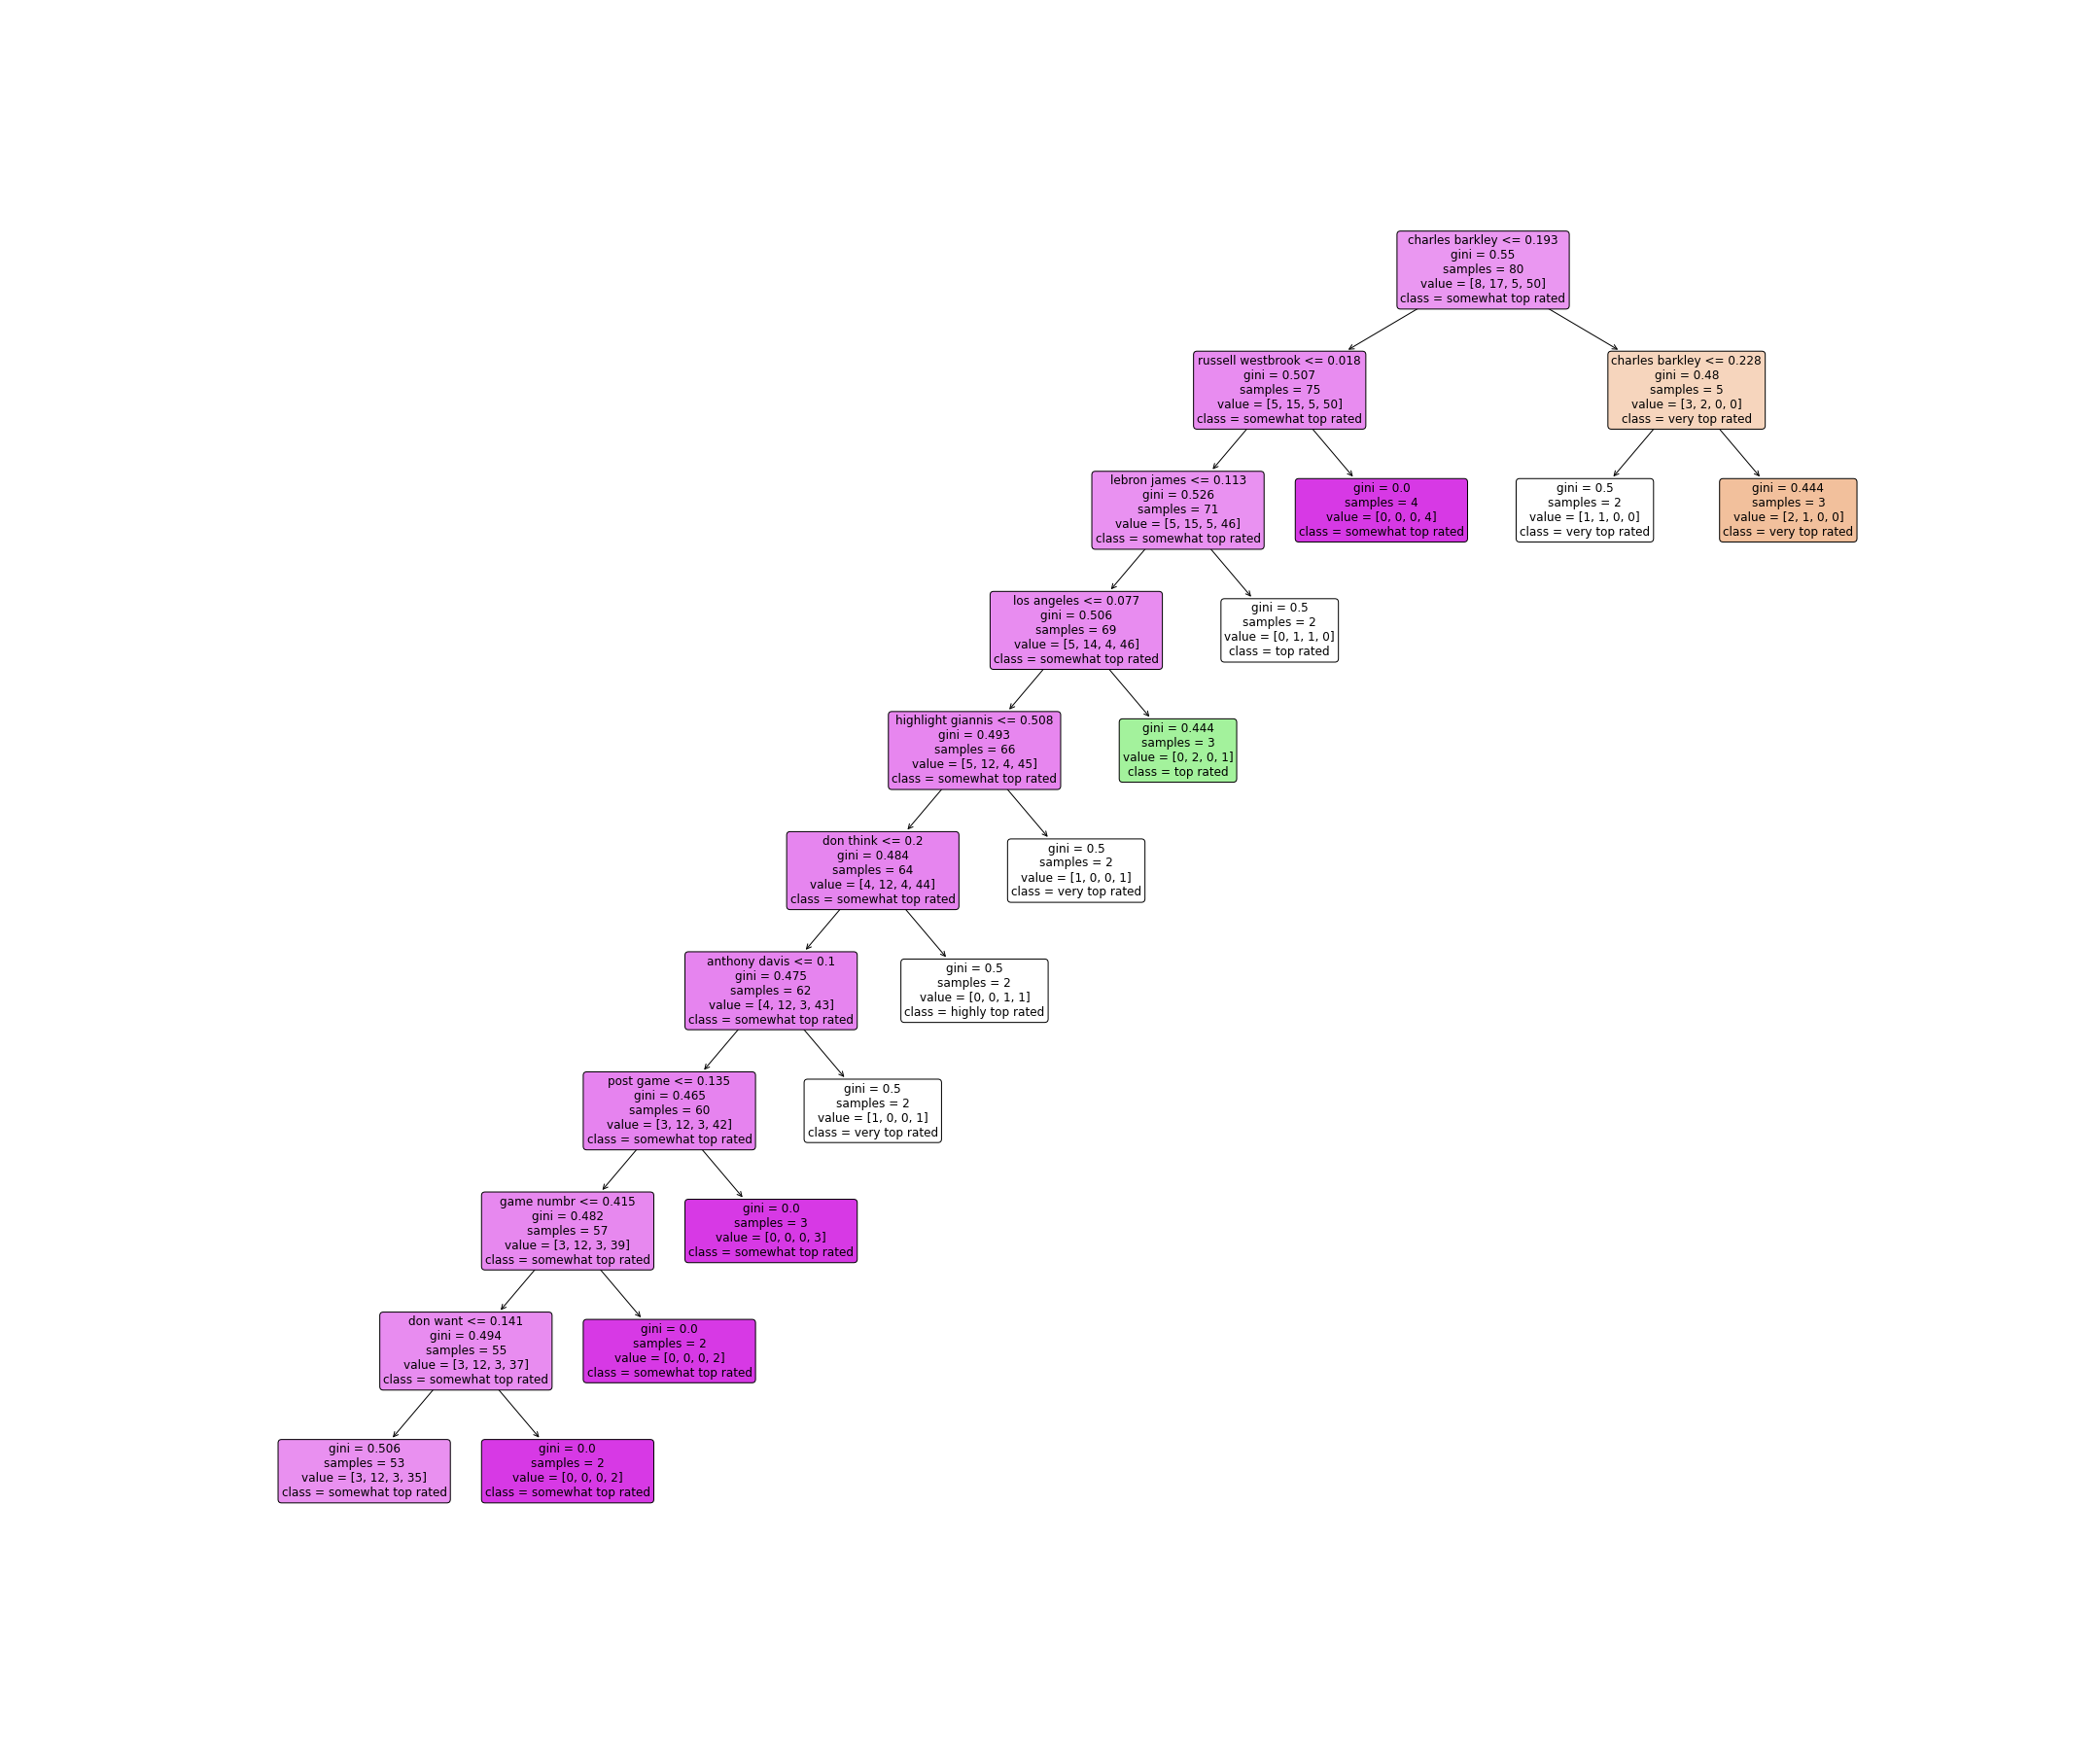 charles barkley <= 0.193
gini = 0.55
samples = 80
value = [8, 17, 5, 50]
class = somewhat top rated
russell westbrook <= 0.018
gini = 0.507
samples = 75
value = [5, 15, 5, 50]
class = somewhat top rated
charles barkley <= 0.228
gini = 0.48
samples = 5
value = [3, 2, 0, 0]
class = very top rated
lebron james <= 0.113
gini = 0.526
samples = 71
value = [5, 15, 5, 46]
class = somewhat top rated
gini = 0.0
samples = 4
value = [0, 0, 0, 4]
class = somewhat top rated
gini = 0.5
samples = 2
value = [1, 1, 0, 0]
class = very top rated
gini = 0.444
samples = 3
value = [2, 1, 0, 0]
class = very top rated
los angeles <= 0.077
gini = 0.506
samples = 69
value = [5, 14, 4, 46]
class = somewhat top rated
gini = 0.5
samples = 2
value = [0, 1, 1, 0]
class = top rated
highlight giannis <= 0.508
gini = 0.493
samples = 66
value = [5, 12, 4, 45]
class = somewhat top rated
gini = 0.444
samples = 3
value = [0, 2, 0, 1]
class = top rated
don think <= 0.2
gini = 0.484
samples = 64
value = [4, 12, 4, 44]
class = somewhat top rated
gini = 0.5
samples = 2
value = [1, 0, 0, 1]
class = very top rated
anthony davis <= 0.1
gini = 0.475
samples = 62
value = [4, 12, 3, 43]
class = somewhat top rated
gini = 0.5
samples = 2
value = [0, 0, 1, 1]
class = highly top rated
post game <= 0.135
gini = 0.465
samples = 60
value = [3, 12, 3, 42]
class = somewhat top rated
gini = 0.5
samples = 2
value = [1, 0, 0, 1]
class = very top rated
game numbr <= 0.415
gini = 0.482
samples = 57
value = [3, 12, 3, 39]
class = somewhat top rated
gini = 0.0
samples = 3
value = [0, 0, 0, 3]
class = somewhat top rated
don want <= 0.141
gini = 0.494
samples = 55
value = [3, 12, 3, 37]
class = somewhat top rated
gini = 0.0
samples = 2
value = [0, 0, 0, 2]
class = somewhat top rated
gini = 0.506
samples = 53
value = [3, 12, 3, 35]
class = somewhat top rated
gini = 0.0
samples = 2
value = [0, 0, 0, 2]
class = somewhat top rated